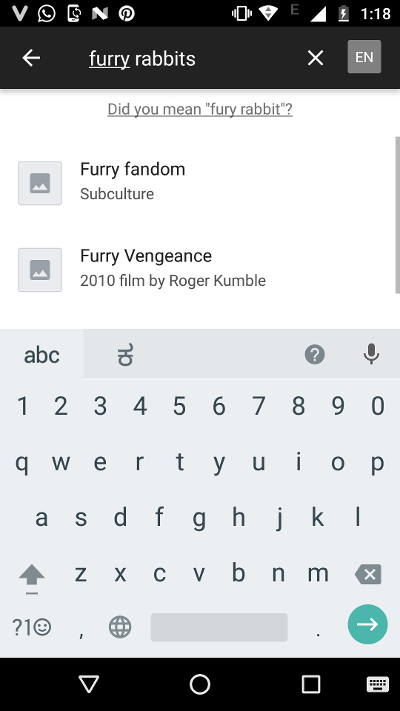 1:18
furry rabbits
EN
Did you mean "fury rabbit"?
Furry fandom
Subculture
Furry Vengeance
2010 film by Roger Kumble
abc
1 2 3 4 5 6 7 8 9 0
q w e r t y u i o p
a s d f g h j k l
z x c v b n m
?1☺ , .